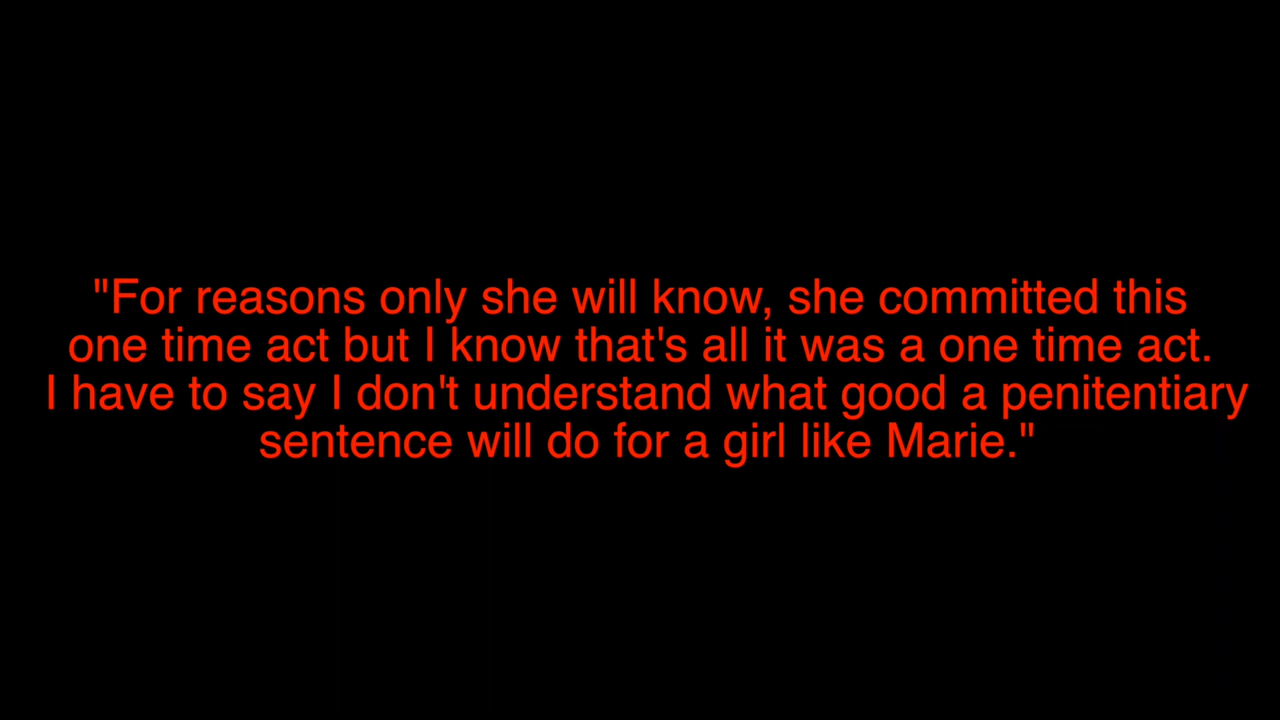 "For reasons only she will know, she committed this
one time act but I know that's all it was a one time act.
I have to say I don't understand what good a penitentiary
sentence will do for a girl like Marie."